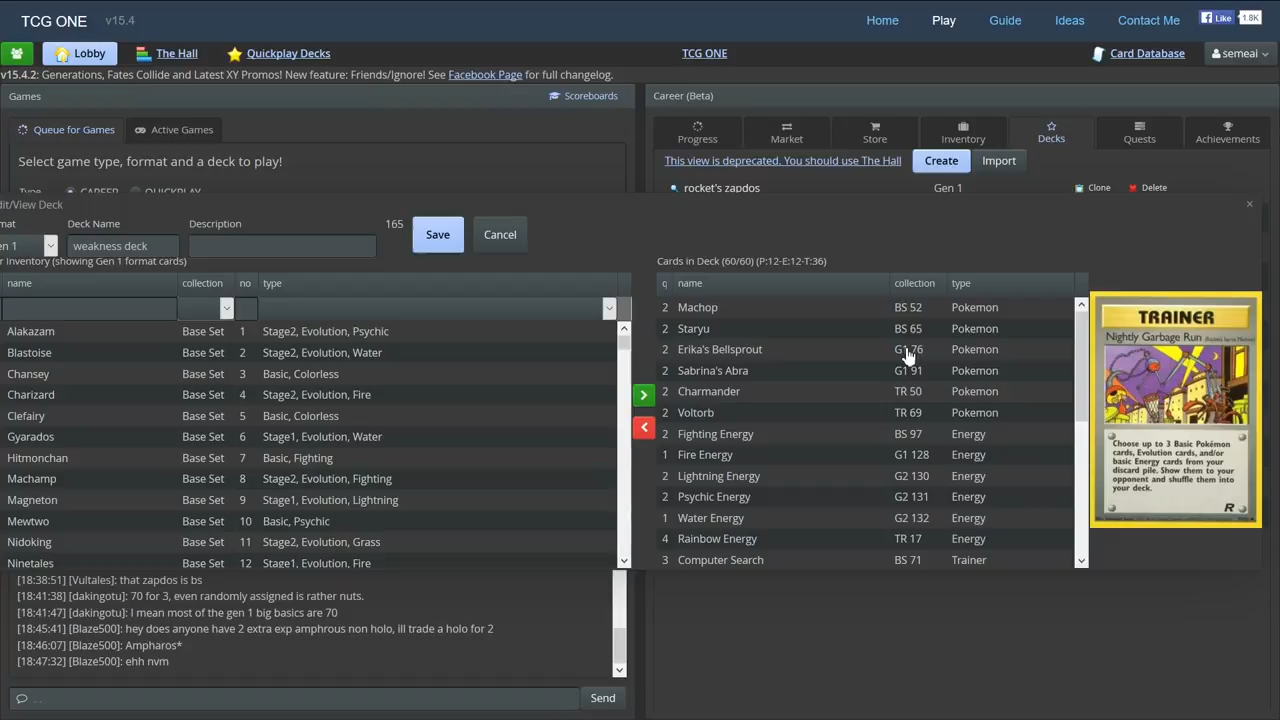 TCG ONE v15.4 Home Play Guide Ideas Contact Me Like 1.8K
Lobby The Hall Quickplay Decks TCG ONE Card Database semeai
v15.4.2: Generations, Fates Collide and Latest XY Promos! New feature: Friends/Ignore! See Facebook Page for full changelog.
Games Scoreboards Career (Beta)
Queue for Games Active Games
Progress Market Store Inventory Decks Quests Achievements
Select game type, format and a deck to play!
This view is deprecated. You should use The Hall Create Import
Type CAREER QUICKPLAY
rocket's zapdos Gen 1 Clone Delete
dit/View Deck
mat Deck Name Description 165 Save Cancel
en 1 weakness deck
r Inventory (showing Gen 1 format cards)
Cards in Deck (60/60) (P:12-E:12-T:36)
name collection no type
q name collection type
Alakazam Base Set 1 Stage2, Evolution, Psychic
Blastoise Base Set 2 Stage2, Evolution, Water
Chansey Base Set 3 Basic, Colorless
Charizard Base Set 4 Stage2, Evolution, Fire
Clefairy Base Set 5 Basic, Colorless
Gyarados Base Set 6 Stage1, Evolution, Water
Hitmonchan Base Set 7 Basic, Fighting
Machamp Base Set 8 Stage2, Evolution, Fighting
Magneton Base Set 9 Stage1, Evolution, Lightning
Mewtwo Base Set 10 Basic, Psychic
Nidoking Base Set 11 Stage2, Evolution, Grass
Ninetales Base Set 12 Stage1, Evolution, Fire
2 Machop BS 52 Pokemon
2 Staryu BS 65 Pokemon
2 Erika's Bellsprout G1 76 Pokemon
2 Sabrina's Abra G1 91 Pokemon
2 Charmander TR 50 Pokemon
2 Voltorb TR 69 Pokemon
2 Fighting Energy BS 97 Energy
1 Fire Energy G1 128 Energy
2 Lightning Energy G2 130 Energy
2 Psychic Energy G2 131 Energy
1 Water Energy G2 132 Energy
4 Rainbow Energy TR 17 Energy
3 Computer Search BS 71 Trainer
TRAINER
Nightly Garbage Run
Choose up to 3 Basic Pokémon
cards, Evolution cards, and/or
basic Energy cards from your
discard pile. Show them to your
opponent and shuffle them into
your deck.
R
[18:38:51] [Vultales]: that zapdos is bs
[18:41:38] [dakingotu]: 70 for 3, even randomly assigned is rather nuts.
[18:41:47] [dakingotu]: I mean most of the gen 1 big basics are 70
[18:45:41] [Blaze500]: hey does anyone have 2 extra exp amphrous non holo, ill trade a holo for 2
[18:46:07] [Blaze500]: Ampharos*
[18:47:32] [Blaze500]: ehh nvm
... Send